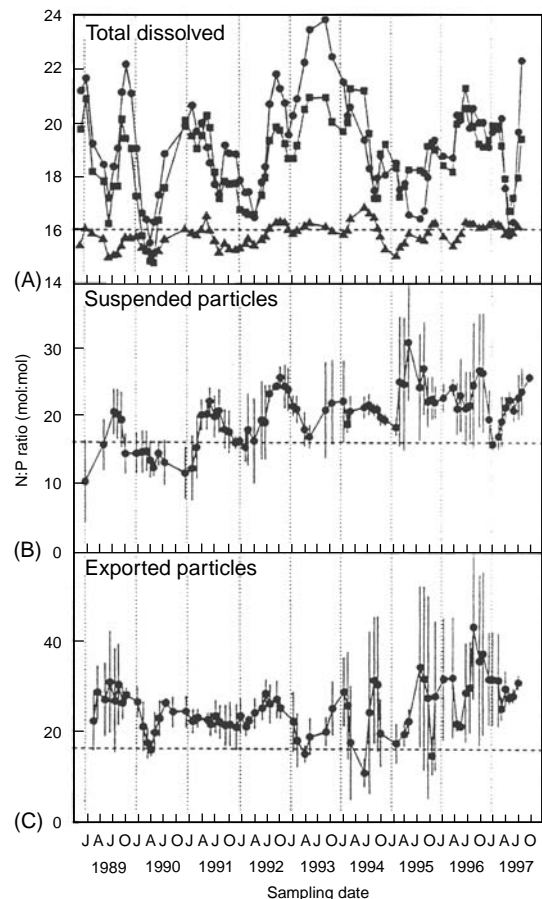 24
Total dissolved
22
20
18
16
(A)
14
Suspended particles
30
20
10
(B)
0
N:P ratio (mol:mol)
Exported particles
40
20
(C)
0
J A J O J A J O J A J O J A J O J A J O J A J O J A J O J A J O J A J O
1989 1990 1991 1992 1993 1994 1995 1996 1997
Sampling date